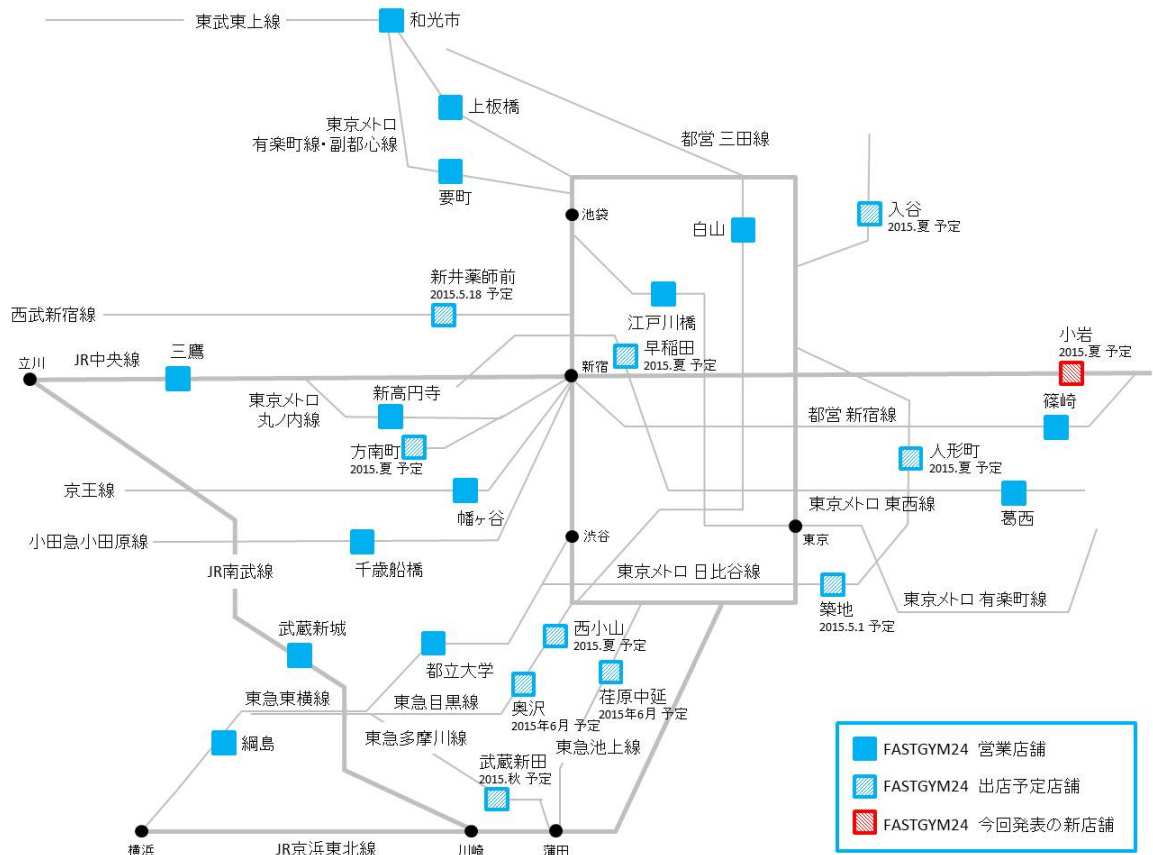 東武東上線
和光市
上板橋
東京メトロ
有楽町線・副都心線
要町
都営 三田線
池袋
白山
入谷
2015.夏 予定
新井薬師前
2015.5.18 予定
西武新宿線
江戸川橋
早稲田
2015.夏 予定
小岩
2015.夏 予定
立川
JR中央線
三鷹
新宿
東京メトロ
丸ノ内線
新高円寺
都営 新宿線
篠崎
方南町
2015.夏 予定
人形町
2015.夏 予定
京王線
幡ヶ谷
東京メトロ 東西線
葛西
小田急小田原線
千歳船橋
渋谷
東京
JR南武線
東京メトロ 日比谷線
築地
2015.5.1 予定
東京メトロ 有楽町線
武蔵新城
都立大学
西小山
2015.夏 予定
東急東横線
東急目黒線
奥沢
2015年6月 予定
荏原中延
2015年6月 予定
綱島
東急多摩川線
東急池上線
武蔵新田
2015.秋 予定
横浜
JR京浜東北線
川崎
蒲田
FASTGYM24 営業店舗
FASTGYM24 出店予定店舗
FASTGYM24 今回発表の新店舗